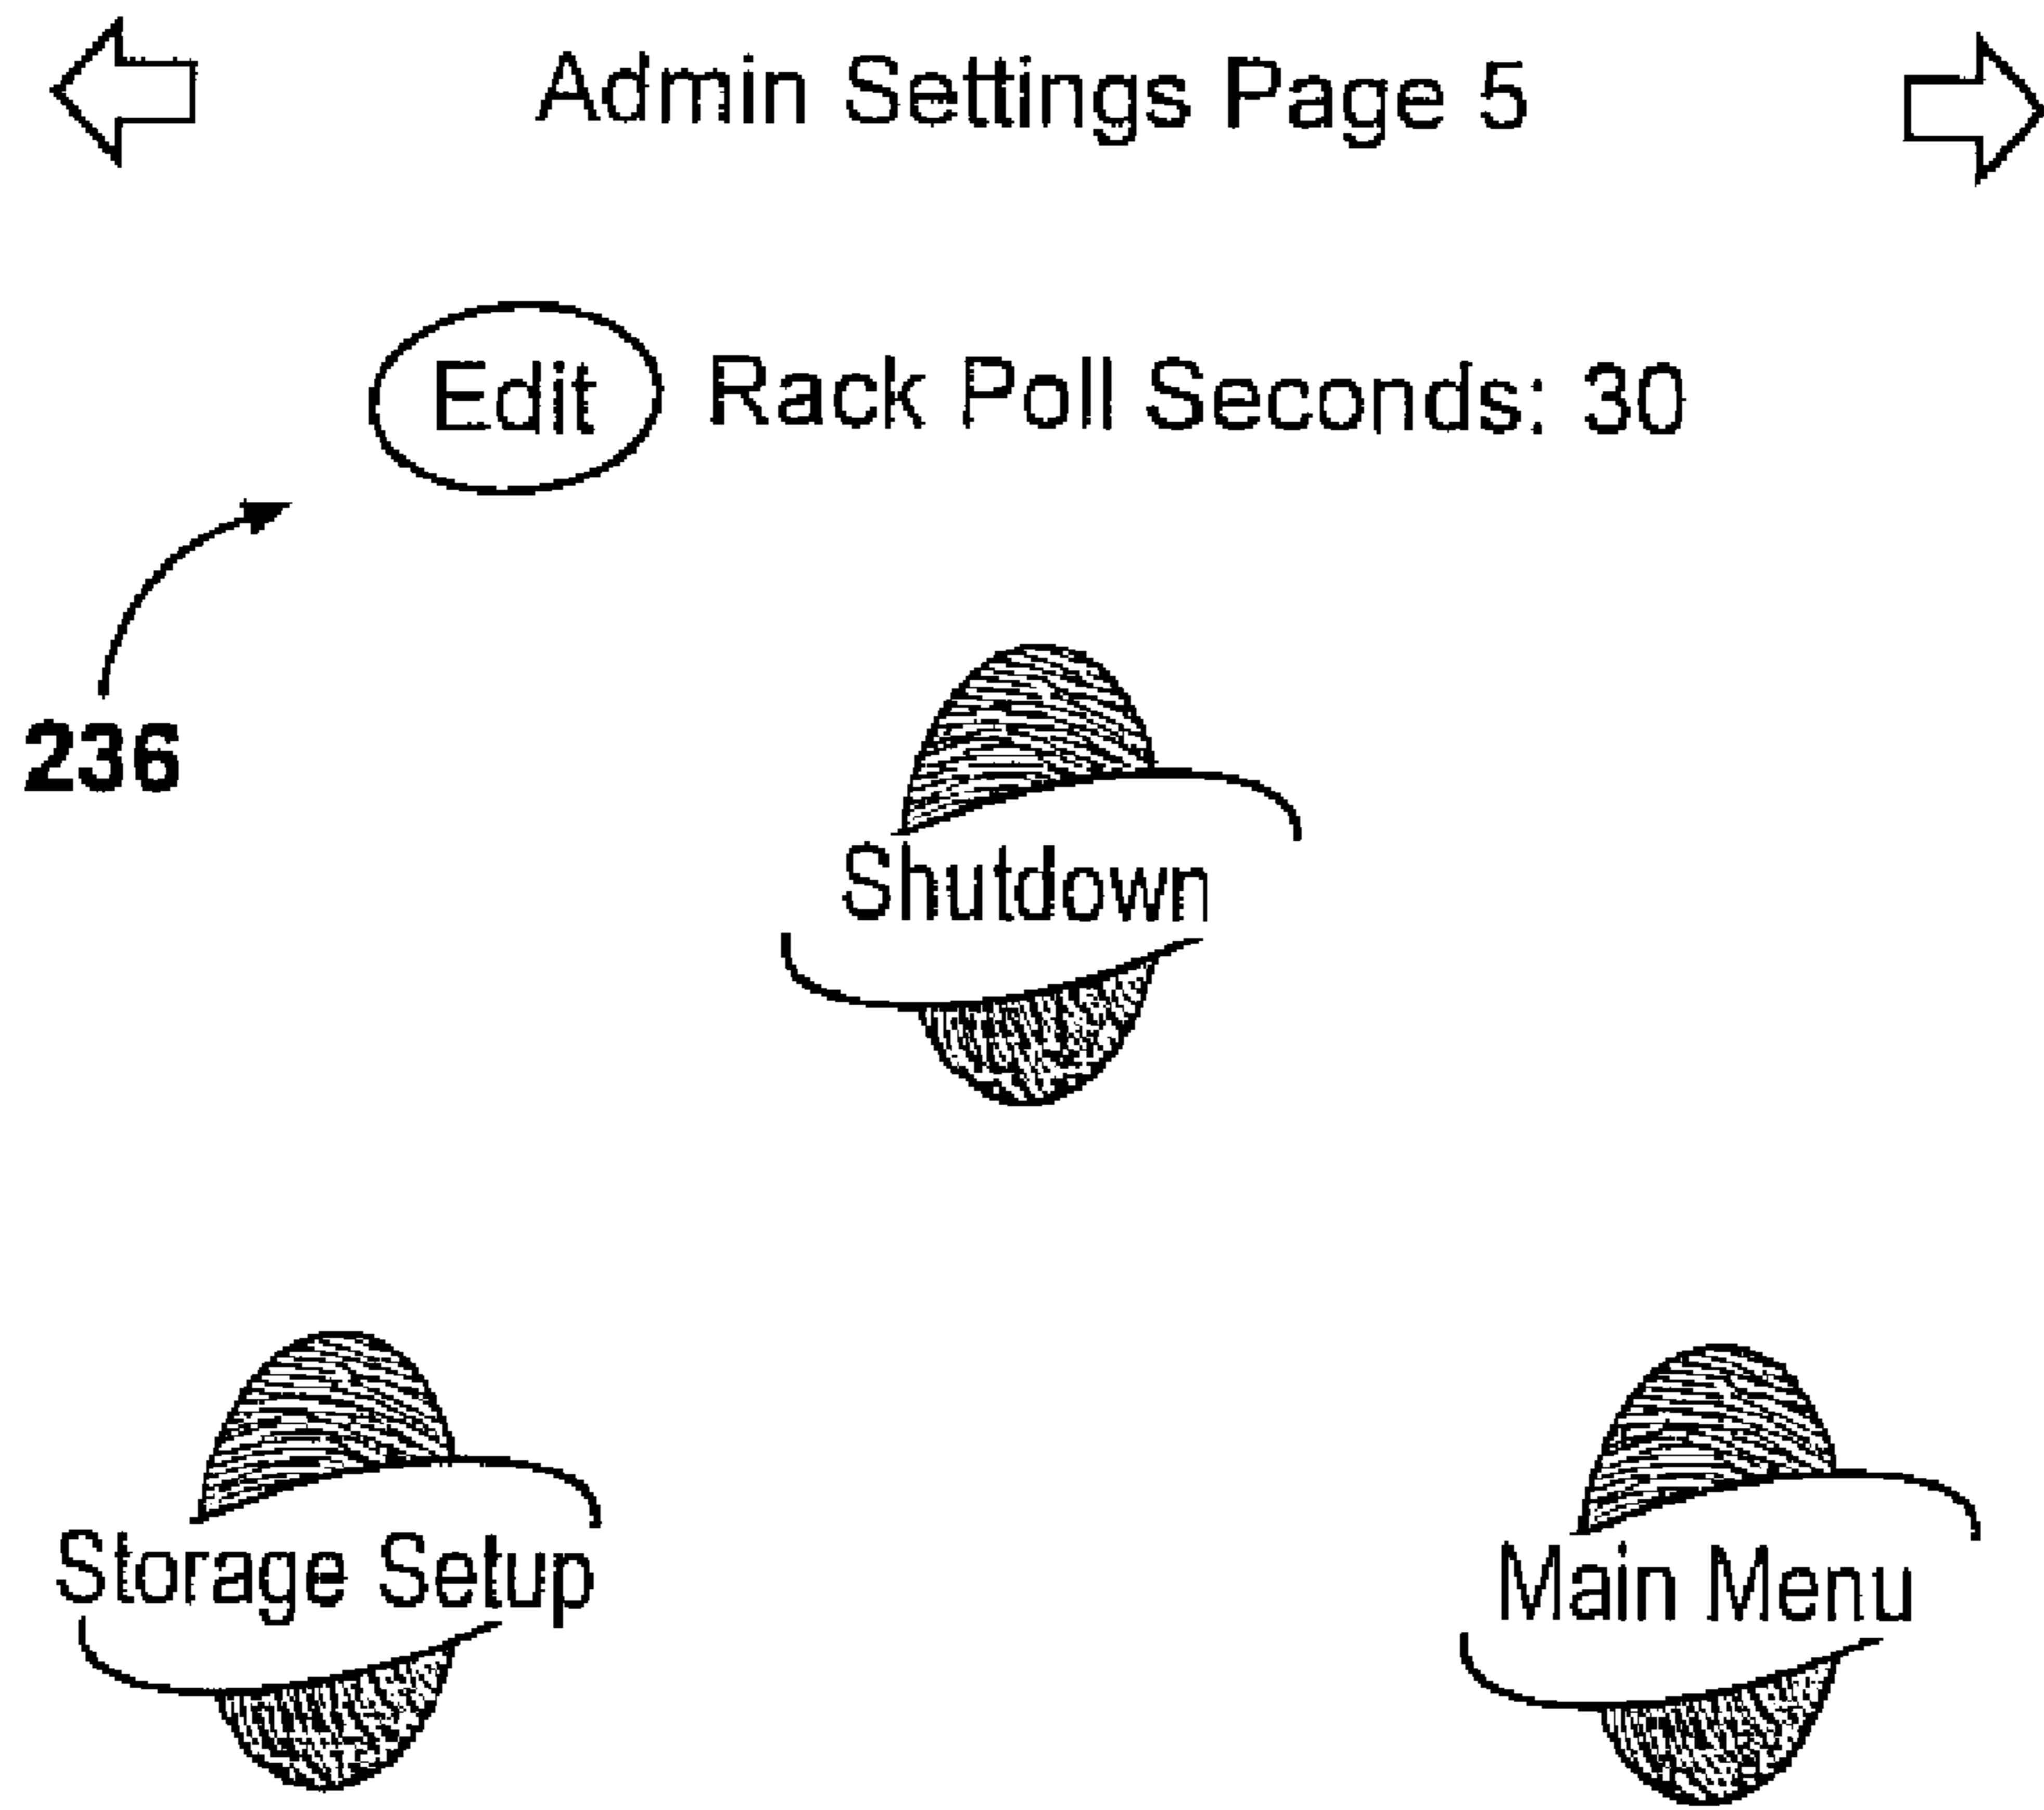 Admin Settings Page 5
Edit Rack Poll Seconds: 30
236
Shutdown
Storage Setup
Main Menu